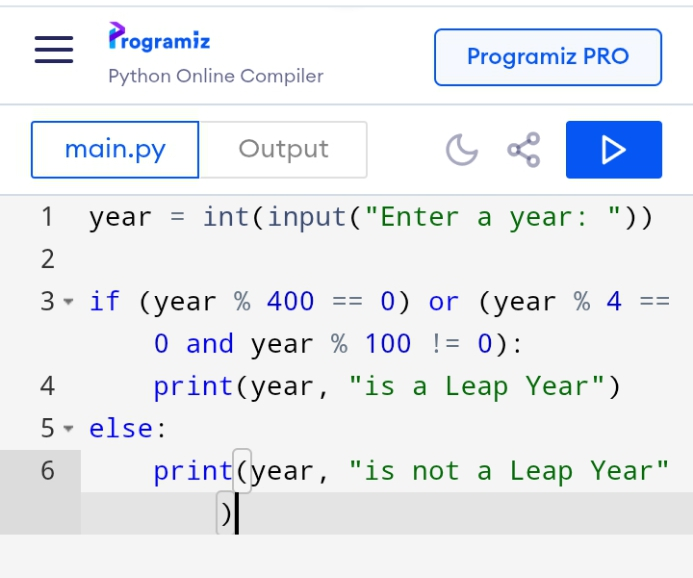 Programiz
Python Online Compiler
Programiz PRO
main.py
Output
1 year = int(input("Enter a year: "))
2
3 if (year % 400 == 0) or (year % 4 ==
0 and year % 100 != 0):
4 print(year, "is a Leap Year")
5 else:
6 print(year, "is not a Leap Year"
)